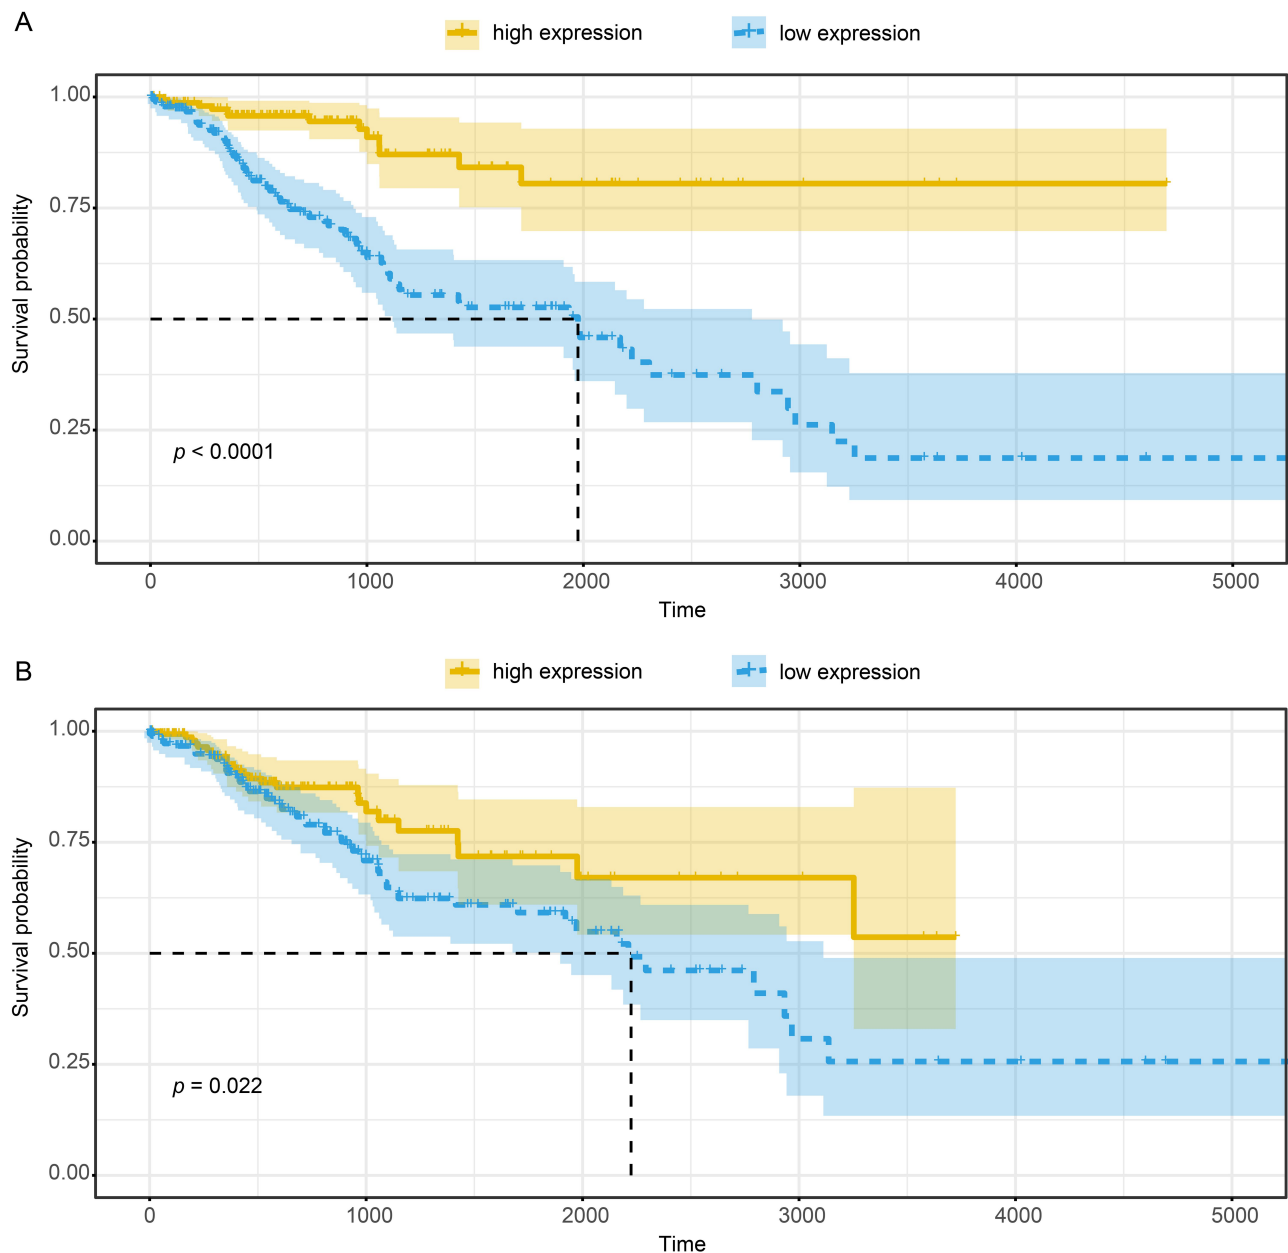 A
high expression
low expression
1.00
0.75
0.50
0.25
0.00
Survival probability
p < 0.0001
0 1000 2000 3000 4000 5000
Time
B
high expression
low expression
1.00
0.75
0.50
0.25
0.00
Survival probability
p = 0.022
0 1000 2000 3000 4000 5000
Time